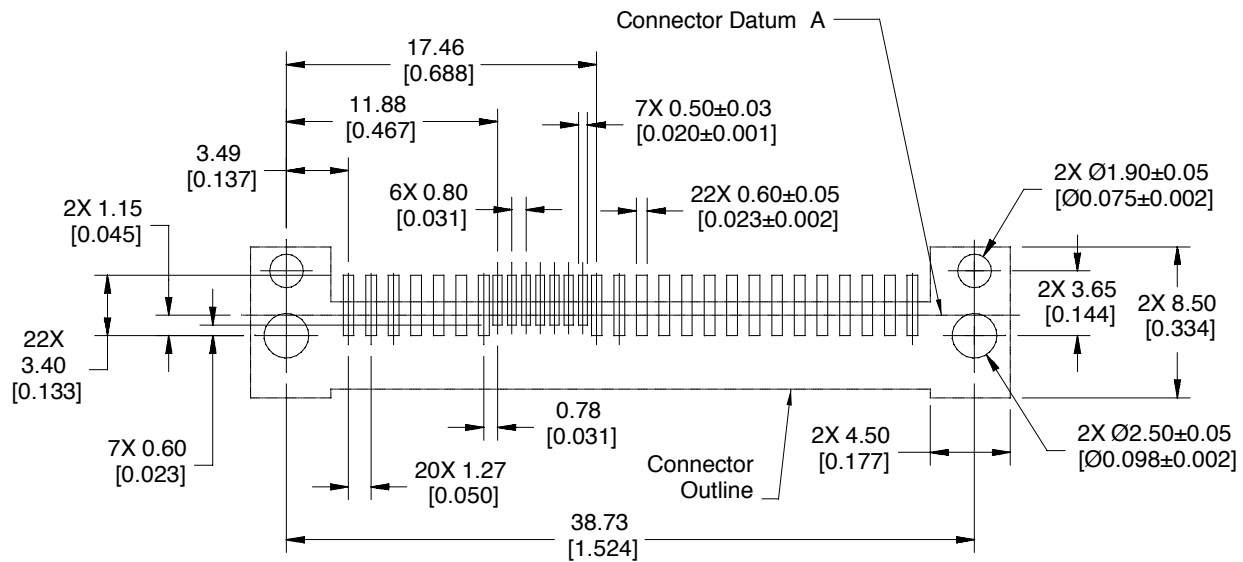 Connector Datum A
17.46
[0.688]
11.88
[0.467]
7X 0.50±0.03
[0.020±0.001]
3.49
[0.137]
6X 0.80
[0.031]
22X 0.60±0.05
[0.023±0.002]
2X Ø1.90±0.05
[Ø0.075±0.002]
2X 1.15
[0.045]
2X 3.65
[0.144]
2X 8.50
[0.334]
22X
3.40
[0.133]
0.78
[0.031]
7X 0.60
[0.023]
20X 1.27
[0.050]
Connector
Outline
2X 4.50
[0.177]
2X Ø2.50±0.05
[Ø0.098±0.002]
38.73
[1.524]